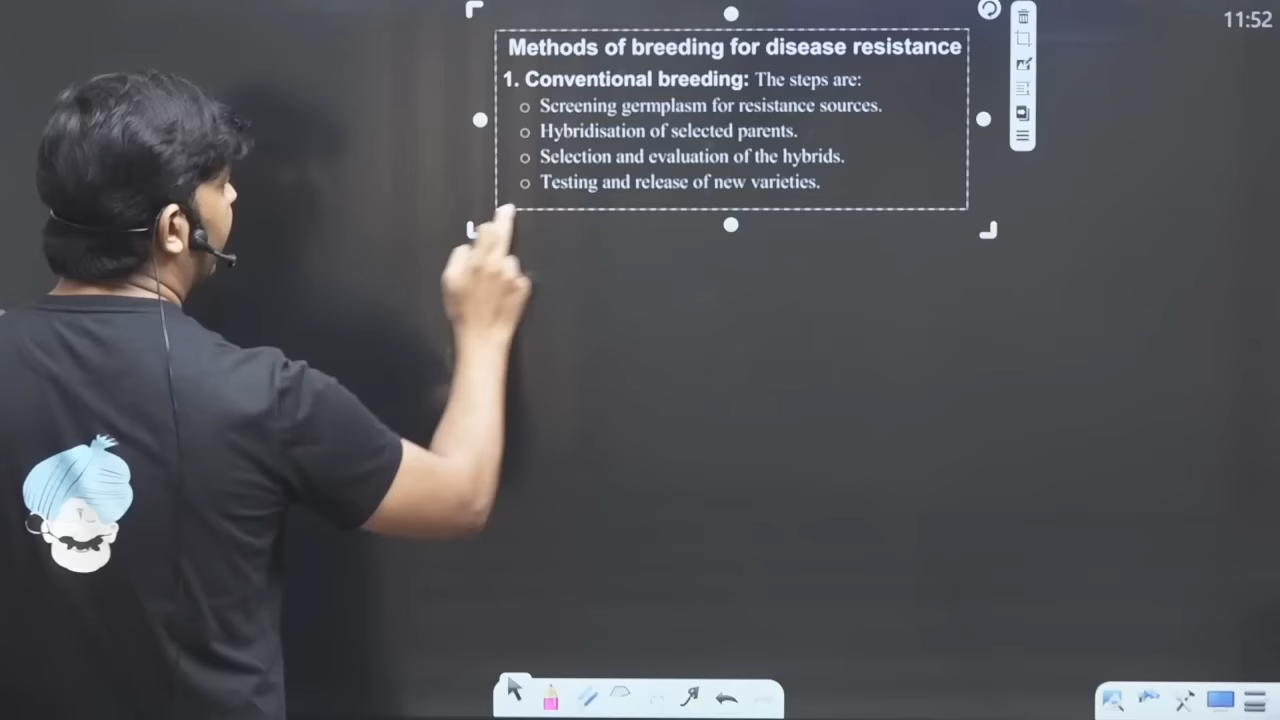 11:52
Methods of breeding for disease resistance
1. Conventional breeding: The steps are:
○ Screening germplasm for resistance sources.
○ Hybridisation of selected parents.
○ Selection and evaluation of the hybrids.
○ Testing and release of new varieties.